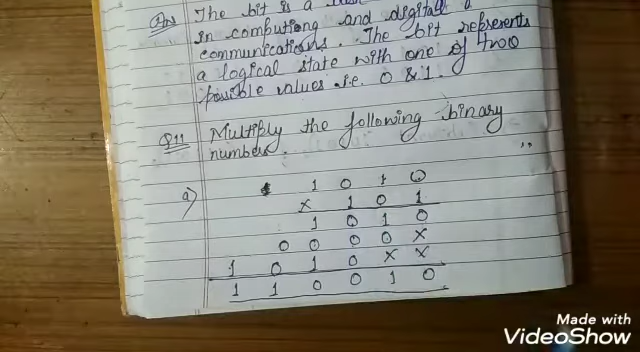 Ans The bit is a
in computiong and digital
communications. The bit represents
a logical state with one of two
possible values i.e. 0 & 1.
Q11 Multiply the following binary
numbers.
a) 1 0 1 0
x 1 0 1
1 0 1 0
0 0 0 0 x
1 0 1 0 x x
1 1 0 0 1 0
Made with
VideoShow